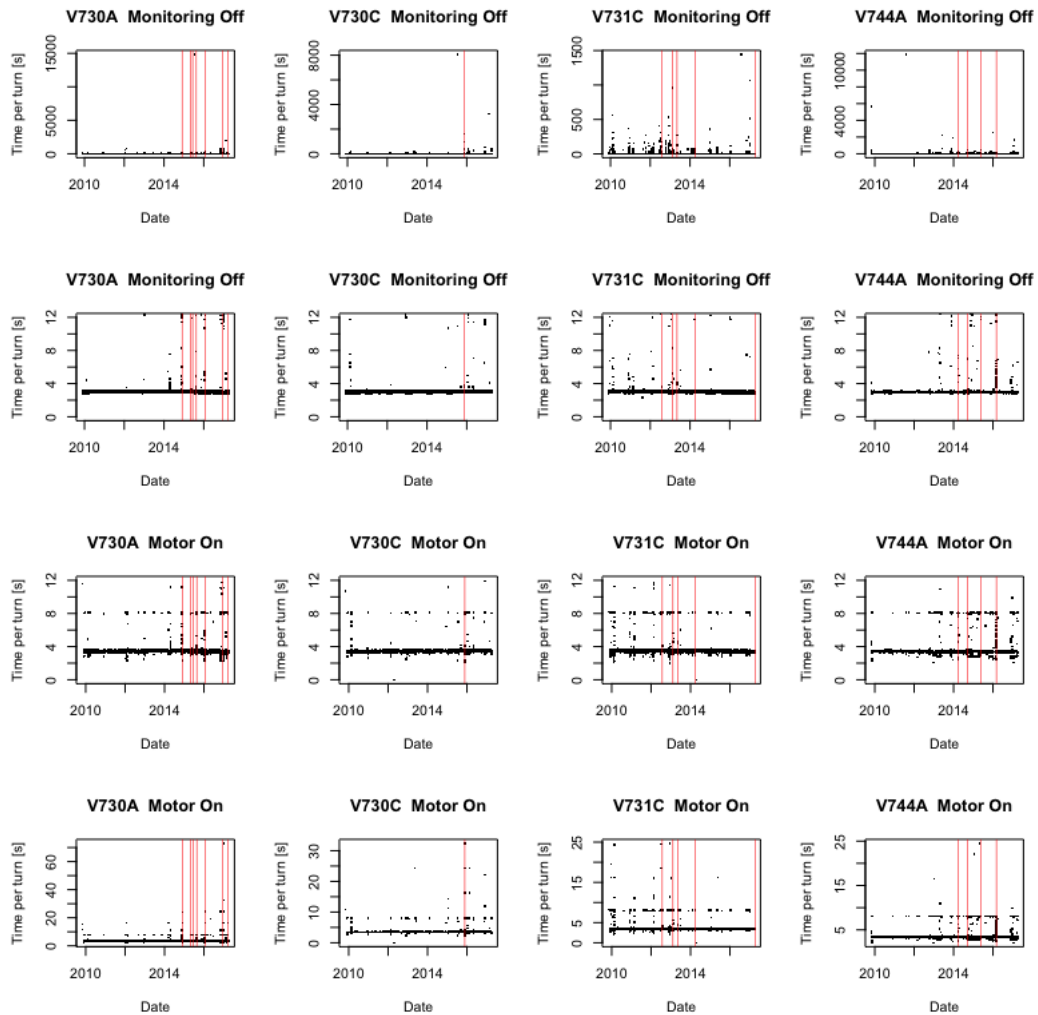 V730A Monitoring Off
V730C Monitoring Off
V731C Monitoring Off
V744A Monitoring Off
Time per turn [s]
0 5000 15000
2010 2014
Date
Time per turn [s]
0 4000 8000
2010 2014
Date
Time per turn [s]
0 500 1500
2010 2014
Date
Time per turn [s]
0 4000 10000
2010 2014
Date
V730A Monitoring Off
V730C Monitoring Off
V731C Monitoring Off
V744A Monitoring Off
Time per turn [s]
0 4 8 12
2010 2014
Date
Time per turn [s]
0 4 8 12
2010 2014
Date
Time per turn [s]
0 4 8 12
2010 2014
Date
Time per turn [s]
0 4 8 12
2010 2014
Date
V730A Motor On
V730C Motor On
V731C Motor On
V744A Motor On
Time per turn [s]
0 4 8 12
2010 2014
Date
Time per turn [s]
0 4 8 12
2010 2014
Date
Time per turn [s]
0 4 8 12
2010 2014
Date
Time per turn [s]
0 4 8 12
2010 2014
Date
V730A Motor On
V730C Motor On
V731C Motor On
V744A Motor On
Time per turn [s]
0 20 40 60
2010 2014
Date
Time per turn [s]
0 10 20 30
2010 2014
Date
Time per turn [s]
0 5 15 25
2010 2014
Date
Time per turn [s]
5 15 25
2010 2014
Date